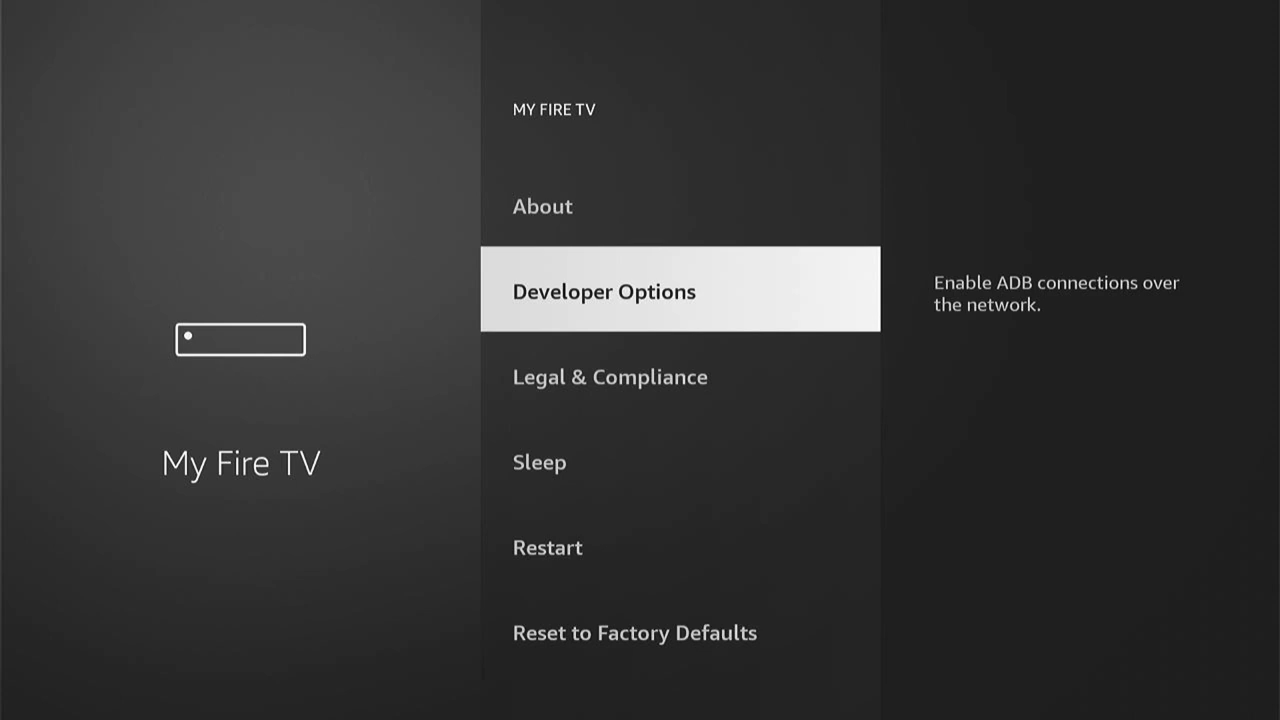 MY FIRE TV
About
Developer Options
Enable ADB connections over
the network.
Legal & Compliance
My Fire TV
Sleep
Restart
Reset to Factory Defaults